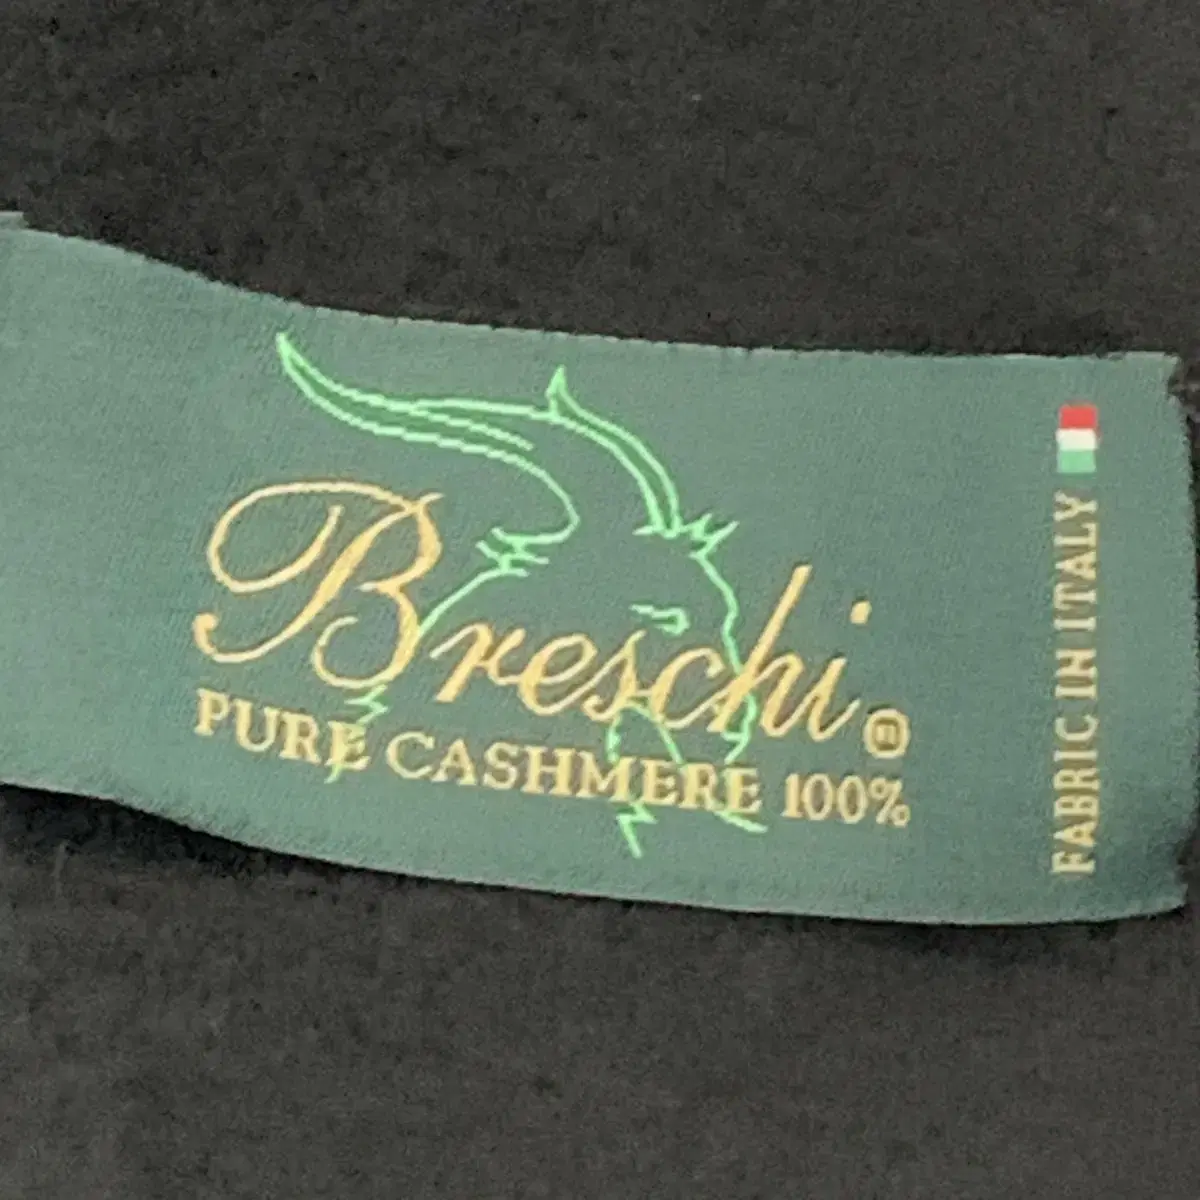 Breschi®
PURE CASHMERE 100%
FABRIC IN ITALY